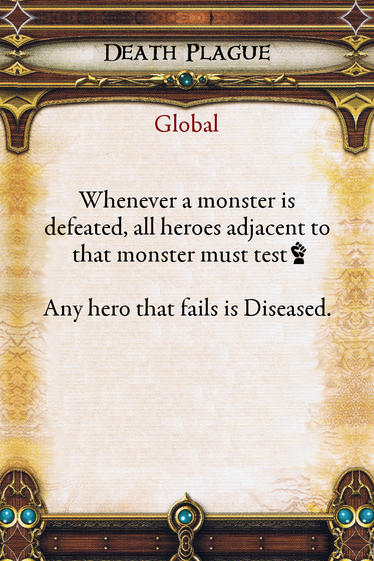 Death Plague
Global
Whenever a monster is
defeated, all heroes adjacent to
that monster must test
Any hero that fails is Diseased.